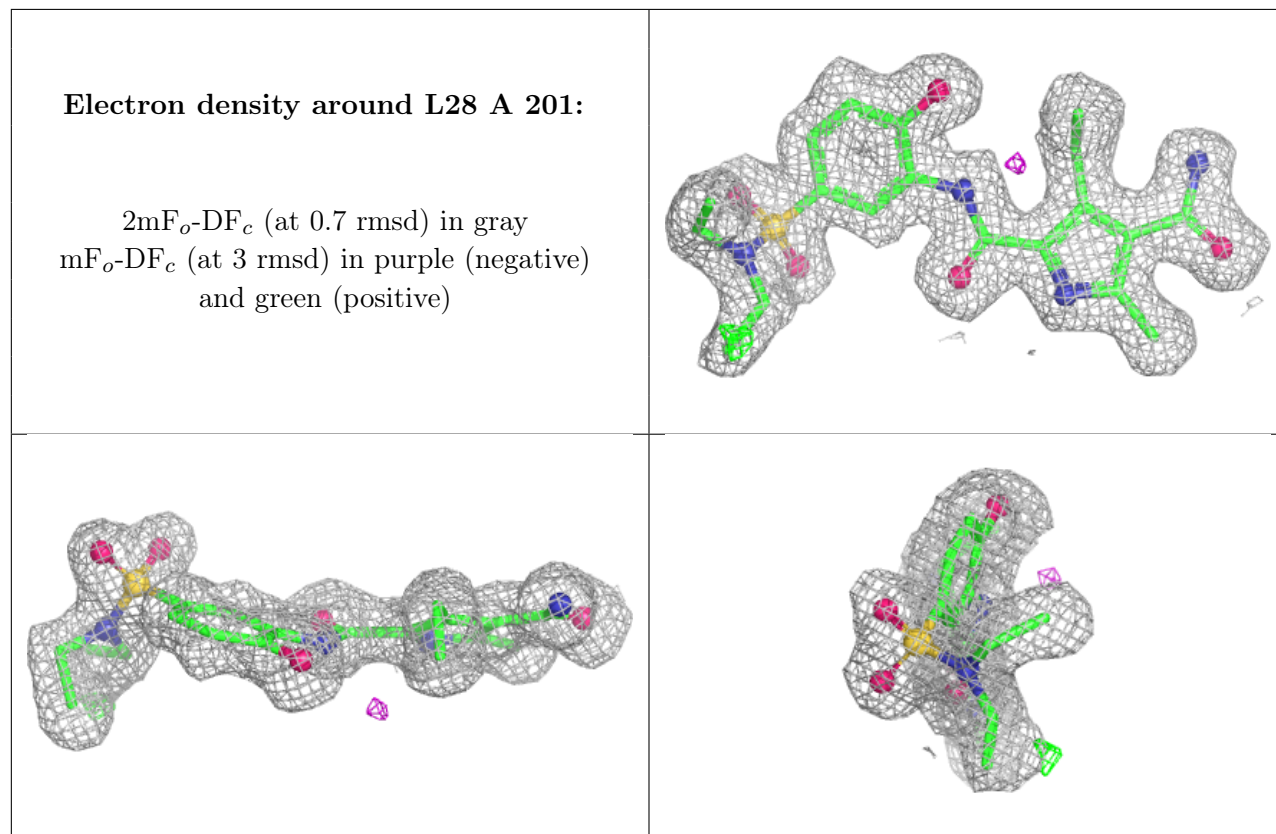 Electron density around L28 A 201:
2mFo-DFc (at 0.7 rmsd) in gray
mFo-DFc (at 3 rmsd) in purple (negative)
and green (positive)